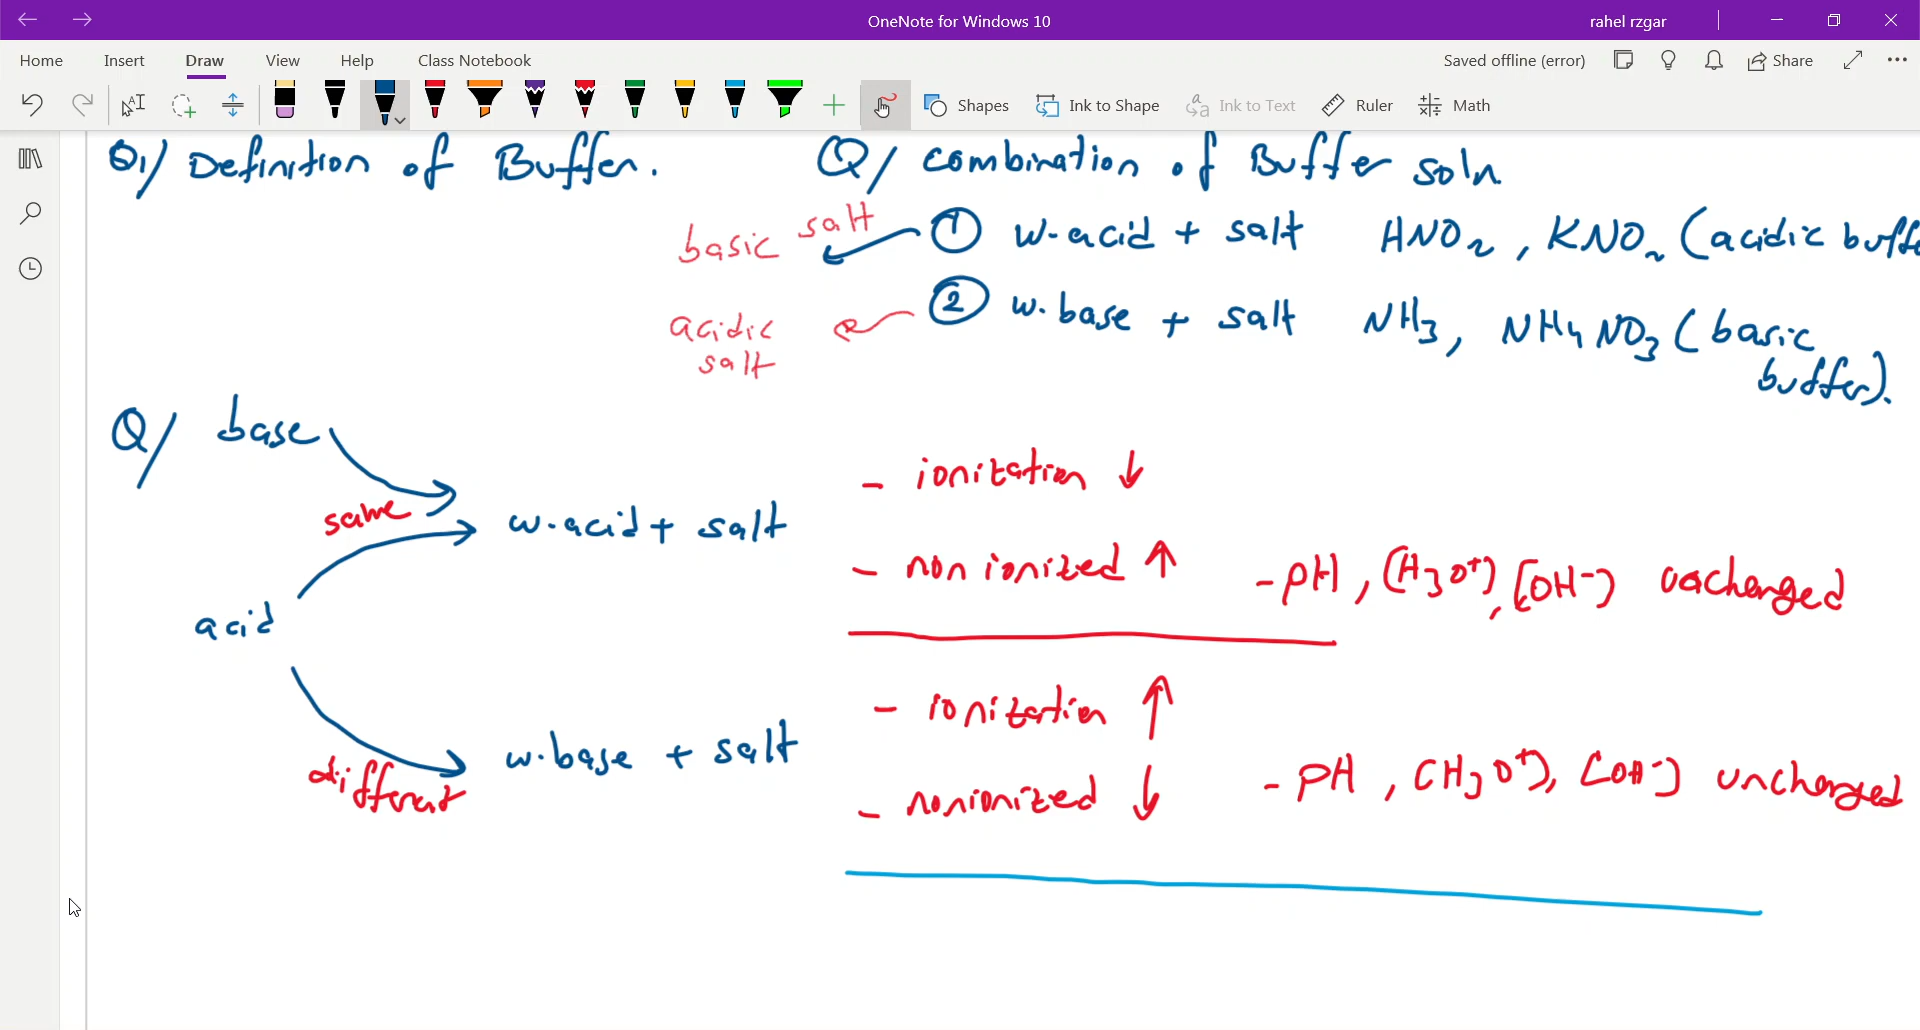 OneNote for Windows 10
rahel rzgar
Home Insert Draw View Help Class Notebook
Saved offline (error) Share
Shapes Ink to Shape Ink to Text Ruler Math
Q1/ Definition of Buffer.
Q/ combination of Buffer soln
basic salt
① w.acid + salt HNO2, KNO2 (acidic buffe
② w.base + salt NH3, NH4NO3 (basic buffer).
acidic
salt
Q/ base
same
w.acid + salt
acid
different
w.base + salt
- ionization ↓
- non ionized ↑
- pH, (H3O+), [OH-] unchanged
- ionization ↑
- nonionized ↓
- PH, [H3O+], [OH-] unchanged